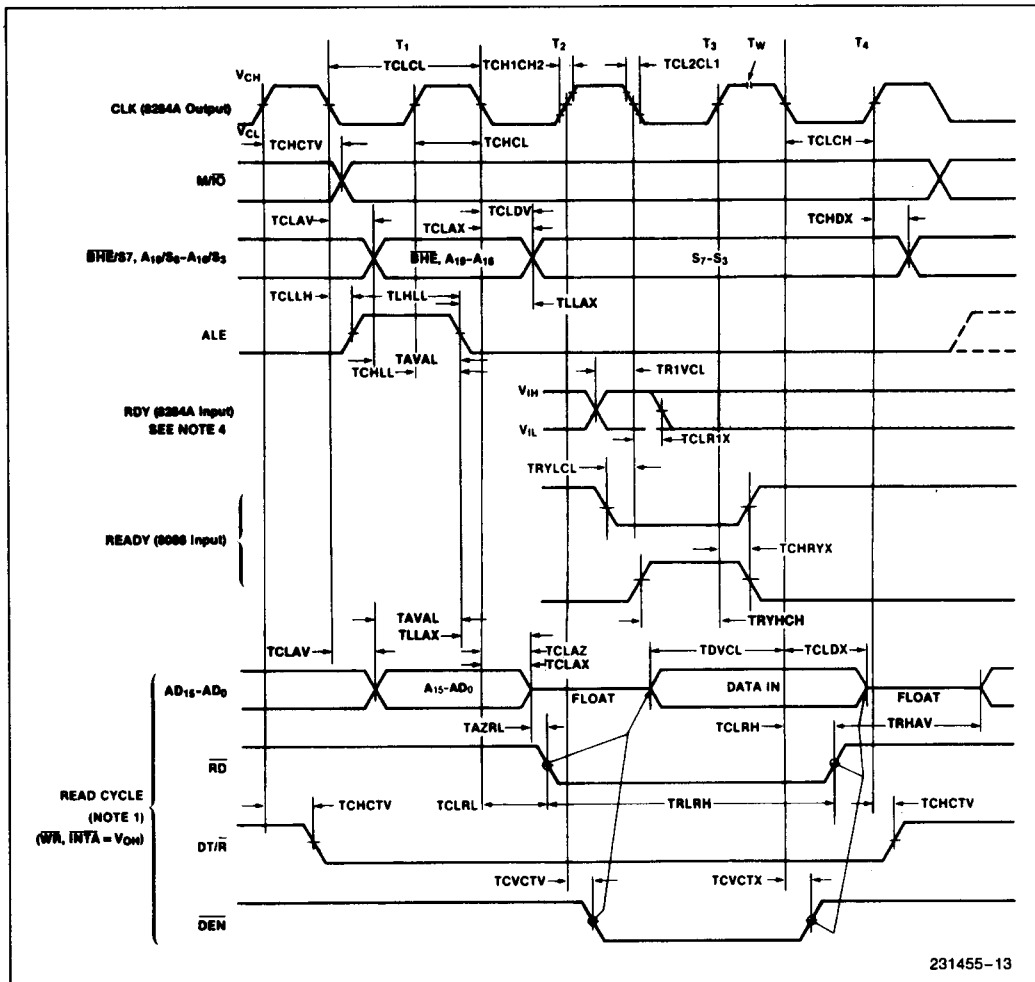 T1 T2 T3 TW T4
TCLCL TCH1CH2 TCL2CL1
VCH
CLK (8284A Output)
VCL
TCHCTV TCHCL TCLCH
M/IO
TCLDV
TCLAV TCLAX TCHDX
BHE/S7, A19/S6–A16/S3 BHE, A19–A16 S7–S3
TCLLH TLHLL TLLAX
ALE
TAVAL
TCHLL TR1VCL
RDY (8284A Input) VIH
SEE NOTE 4 VIL
TCLR1X
TRYLCL
READY (8086 Input)
TCHRYX
TRYHCH
TAVAL
TLLAX
TCLAV TCLAZ TDVCL TCLDX
TCLAX
AD15–AD0 A15–AD0 FLOAT DATA IN FLOAT
TAZRL TCLRH TRHAV
RD
READ CYCLE
(NOTE 1)
(WR, INTA = VOH)
TCLRL TRLRH TCHCTV
TCHCTV
DT/R
TCVCTV TCVCTX
DEN
231455–13